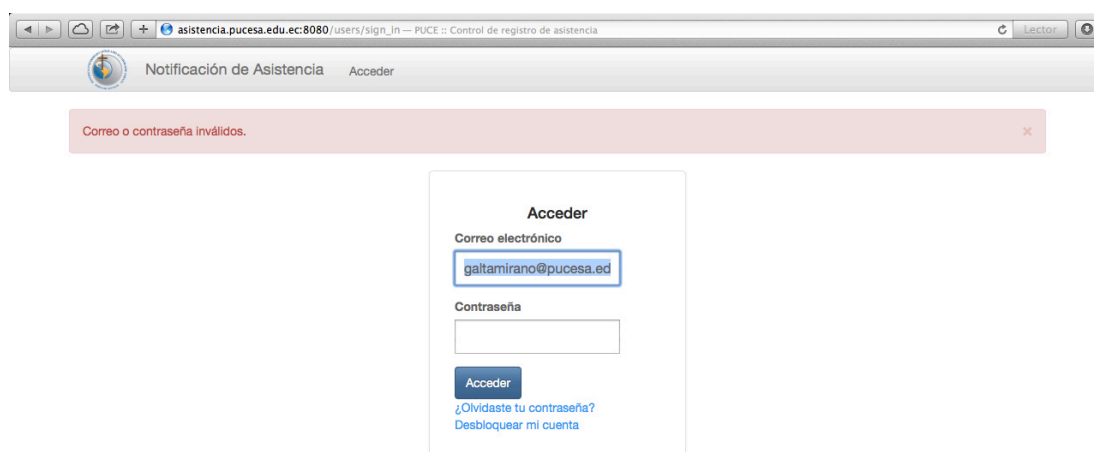 asistencia.pucesa.edu.ec:8080/users/sign_in — PUCE :: Control de registro de asistencia
Lector
Notificación de Asistencia Acceder
Correo o contraseña inválidos. ×
Acceder
Correo electrónico
galtamirano@pucesa.ed
Contraseña
Acceder
¿Olvidaste tu contraseña?
Desbloquear mi cuenta